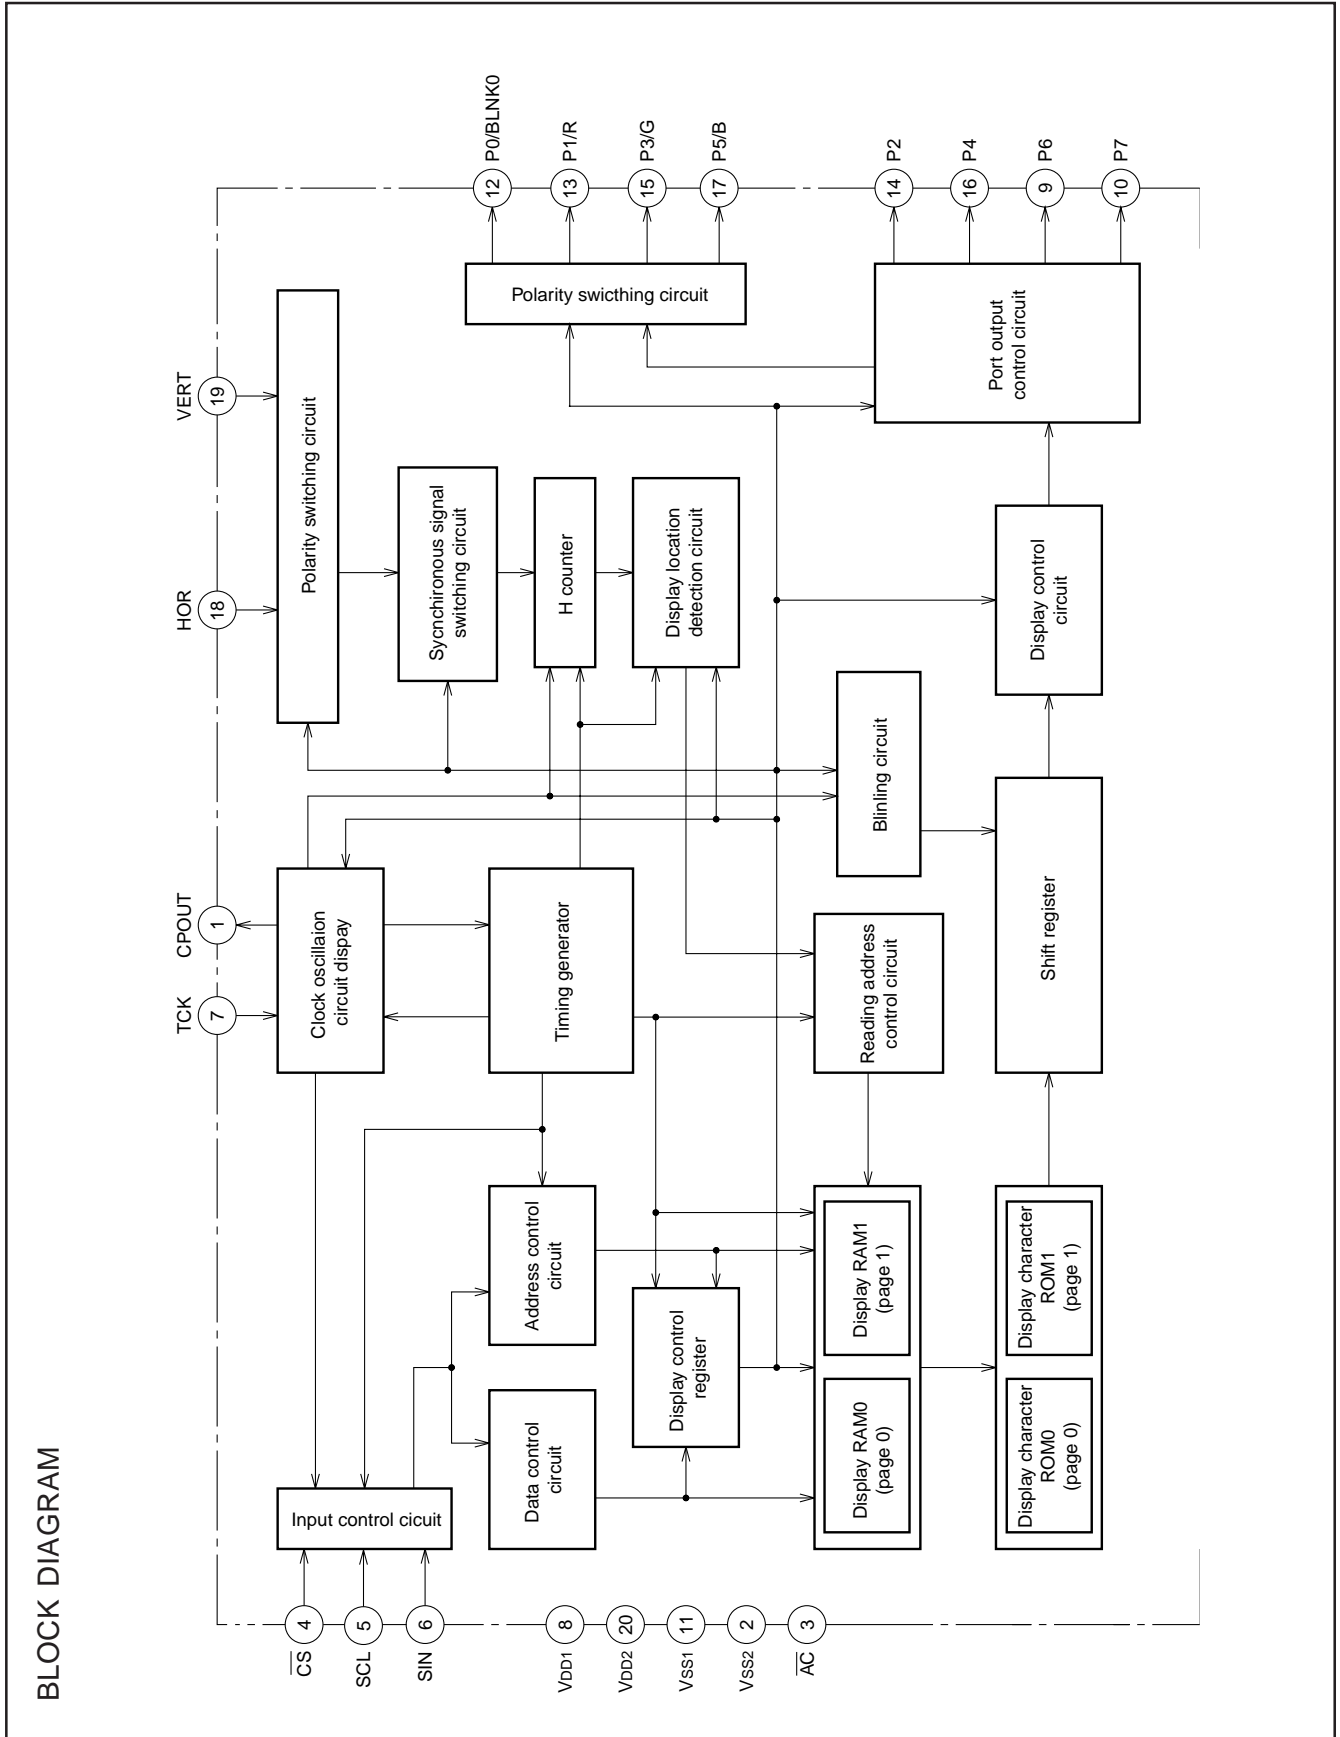 BLOCK DIAGRAM
TCK
7
CPOUT
1
HOR
18
VERT
19
CS
4
SCL
5
SIN
6
VDD1
8
VDD2
20
VSS1
11
VSS2
2
AC
3
Input control cicuit
Clock oscillaion
circuit dispay
Polarity switching circuit
Data control
circuit
Address control
circuit
Timing generator
Sycnchironous signal
switching circuit
H counter
Display location
detection circuit
Display control
register
Polarity swicthing circuit
12
P0/BLNK0
13
P1/R
15
P3/G
17
P5/B
Display RAM0
(page 0)
Display RAM1
(page 1)
Reading address
control circuit
Blinling circuit
Display character
ROM0
(page 0)
Display character
ROM1
(page 1)
Shift register
Display control
circuit
Port output
control circuit
14
P2
16
P4
9
P6
10
P7